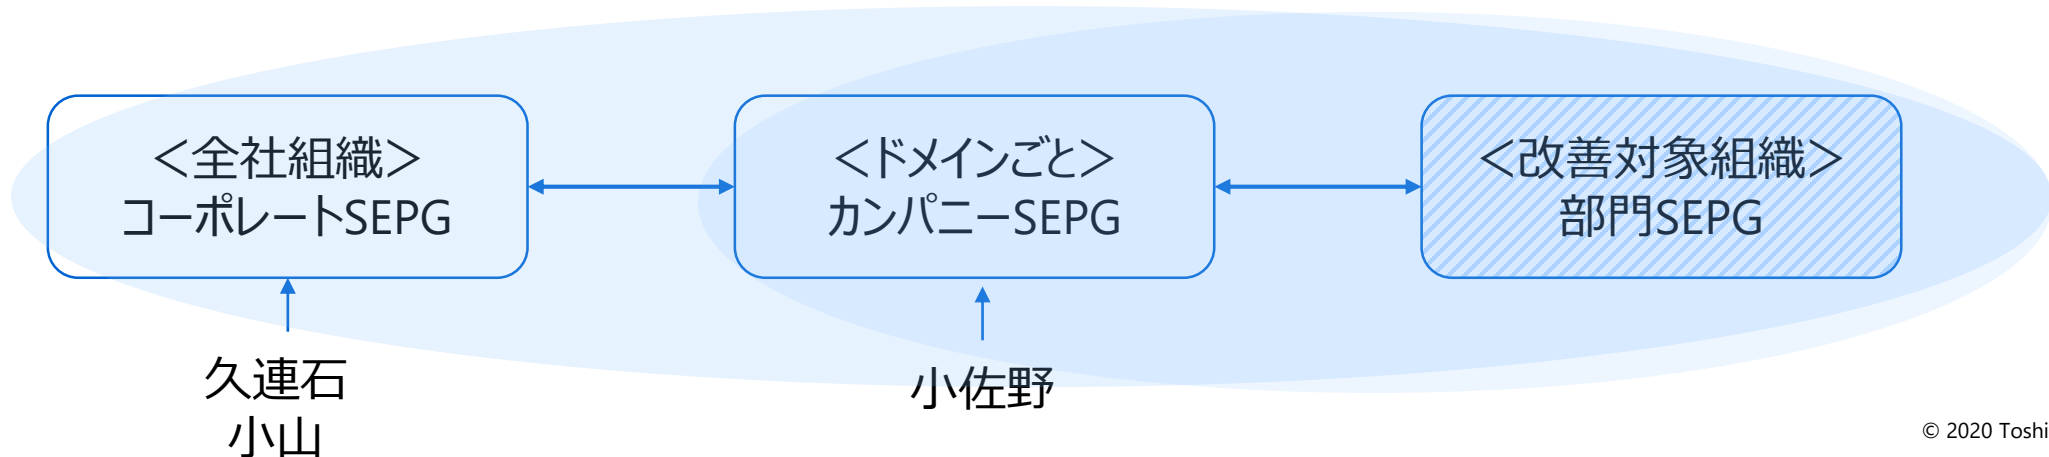 ＜全社組織＞
コーポレートSEPG
＜ドメインごと＞
カンパニーSEPG
＜改善対象組織＞
部門SEPG
久連石
小山
小佐野
© 2020 Toshi